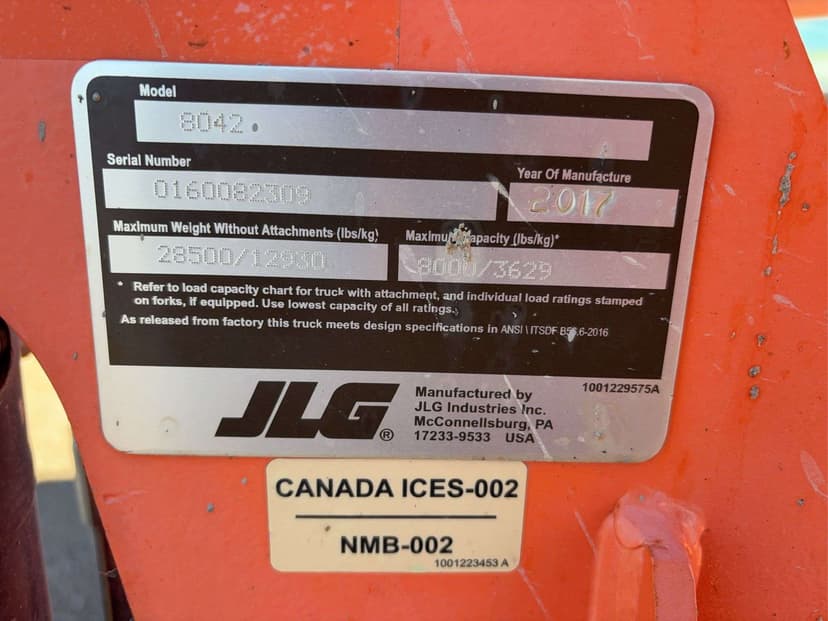 Model
8042
Serial Number
0160082309
Year Of Manufacture
2017
Maximum Weight Without Attachments (lbs/kg)
28500/12930
Maximum Capacity (lbs/kg)*
8000/3629
* Refer to load capacity chart for truck with attachment, and individual load ratings stamped
on forks, if equipped. Use lowest capacity of all ratings.
As released from factory this truck meets design specifications in ANSI \ ITSDF B56.6-2016
JLG®
Manufactured by
JLG Industries Inc.
McConnellsburg, PA
17233-9533 USA
1001229575A
CANADA ICES-002
NMB-002
1001223453 A